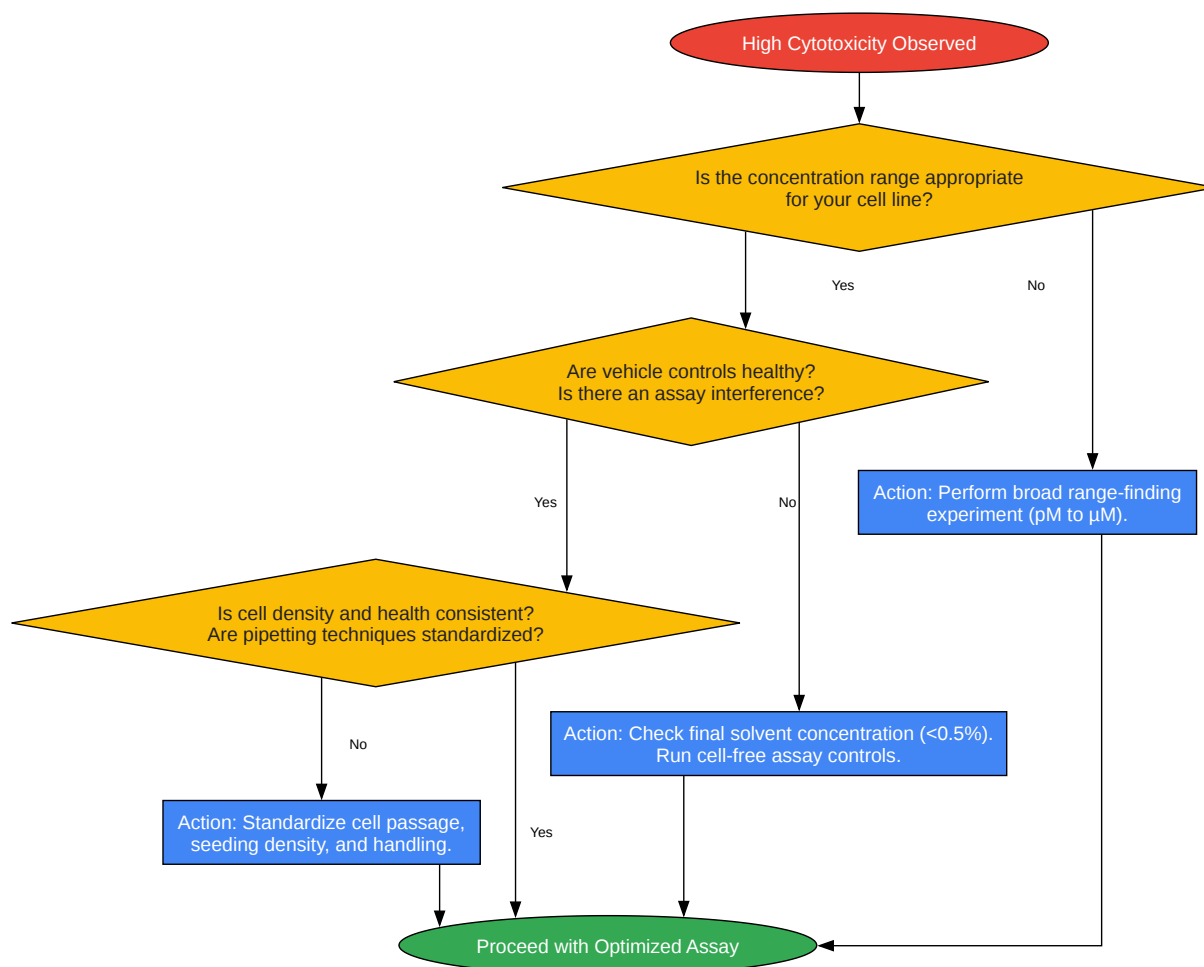 High Cytotoxicity Observed
Is the concentration range appropriate
for your cell line?
Yes
No
Are vehicle controls healthy?
Is there an assay interference?
Yes
No
Action: Perform broad range-finding
experiment (pM to µM).
Is cell density and health consistent?
Are pipetting techniques standardized?
No
Yes
Action: Check final solvent concentration (<0.5%).
Run cell-free assay controls.
Action: Standardize cell passage,
seeding density, and handling.
Proceed with Optimized Assay